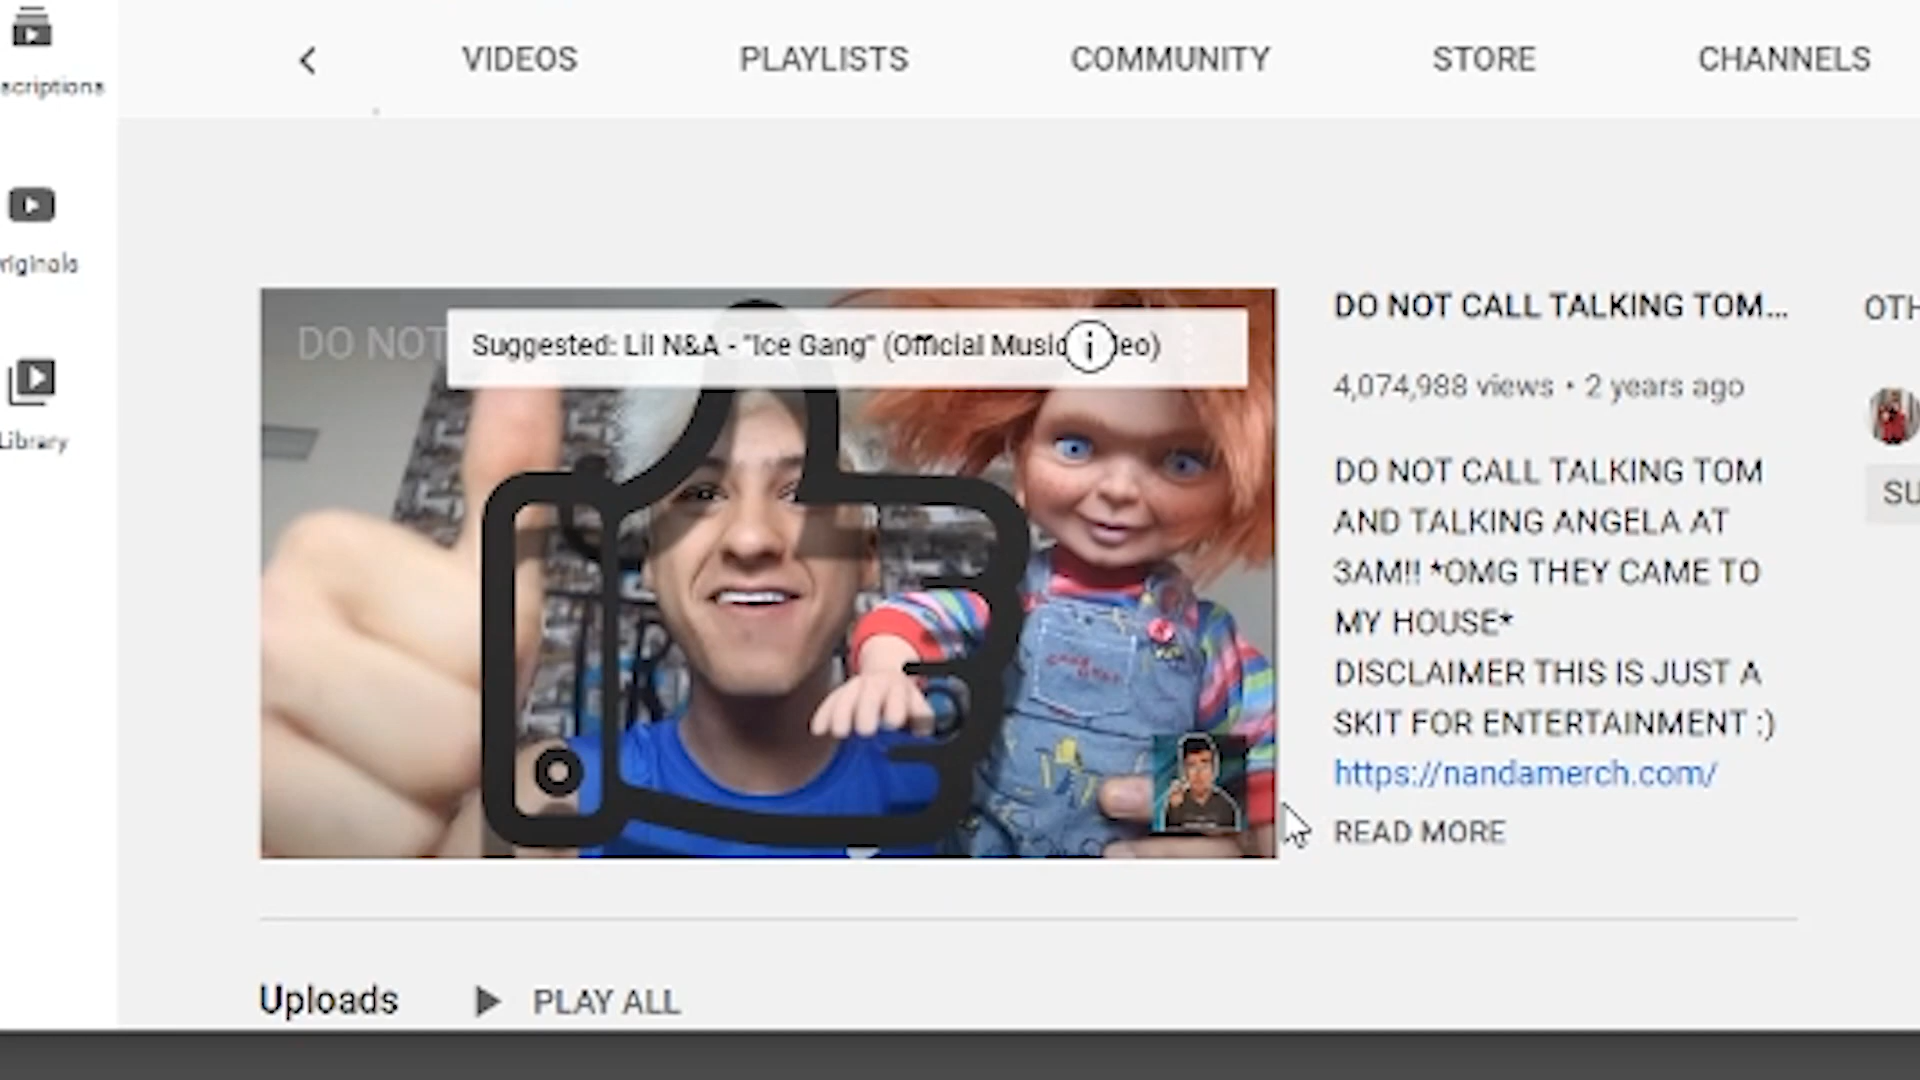 VIDEOS PLAYLISTS COMMUNITY STORE CHANNELS
scriptions
riginals
Library
DO NOT
Suggested: Lil N&A - "Ice Gang" (Official Music deo)
DO NOT CALL TALKING TOM...
4,074,988 views • 2 years ago
DO NOT CALL TALKING TOM
AND TALKING ANGELA AT
3AM!! *OMG THEY CAME TO
MY HOUSE*
DISCLAIMER THIS IS JUST A
SKIT FOR ENTERTAINMENT :)
https://nandamerch.com/
READ MORE
OTH
SU
Uploads PLAY ALL